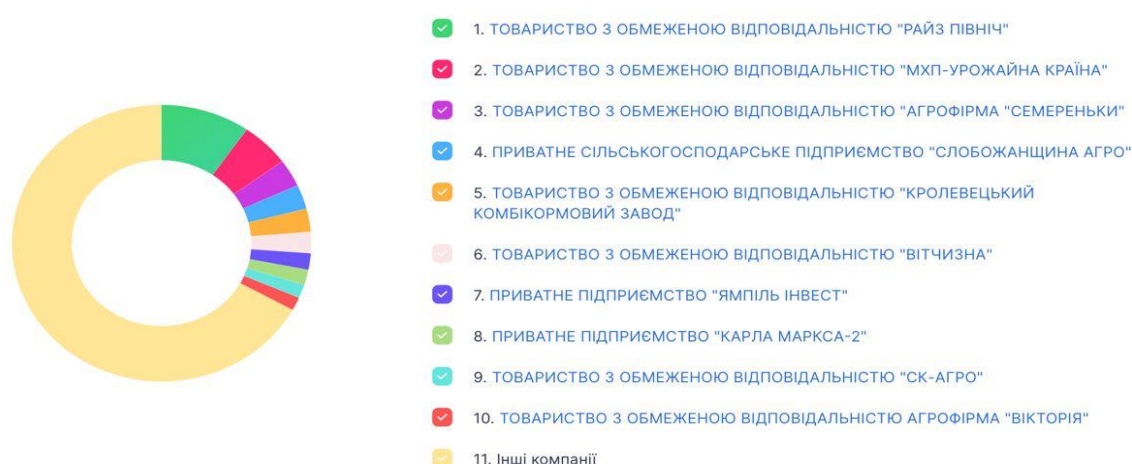 1. ТОВАРИСТВО З ОБМЕЖЕНОЮ ВІДПОВІДАЛЬНІСТЮ "РАЙЗ ПІВНІЧ"
2. ТОВАРИСТВО З ОБМЕЖЕНОЮ ВІДПОВІДАЛЬНІСТЮ "МХП-УРОЖАЙНА КРАЇНА"
3. ТОВАРИСТВО З ОБМЕЖЕНОЮ ВІДПОВІДАЛЬНІСТЮ "АГРОФІРМА "СЕМЕРЕНЬКИ"
4. ПРИВАТНЕ СІЛЬСЬКОГОСПОДАРСЬКЕ ПІДПРИЄМСТВО "СЛОБОЖАНЩИНА АГРО"
5. ТОВАРИСТВО З ОБМЕЖЕНОЮ ВІДПОВІДАЛЬНІСТЮ "КРОЛЕВЕЦЬКИЙ
КОМБІКОРМОВИЙ ЗАВОД"
6. ТОВАРИСТВО З ОБМЕЖЕНОЮ ВІДПОВІДАЛЬНІСТЮ "ВІТЧИЗНА"
7. ПРИВАТНЕ ПІДПРИЄМСТВО "ЯМПІЛЬ ІНВЕСТ"
8. ПРИВАТНЕ ПІДПРИЄМСТВО "КАРЛА МАРКСА-2"
9. ТОВАРИСТВО З ОБМЕЖЕНОЮ ВІДПОВІДАЛЬНІСТЮ "СК-АГРО"
10. ТОВАРИСТВО З ОБМЕЖЕНОЮ ВІДПОВІДАЛЬНІСТЮ АГРОФІРМА "ВІКТОРІЯ"
11. Інші компанії